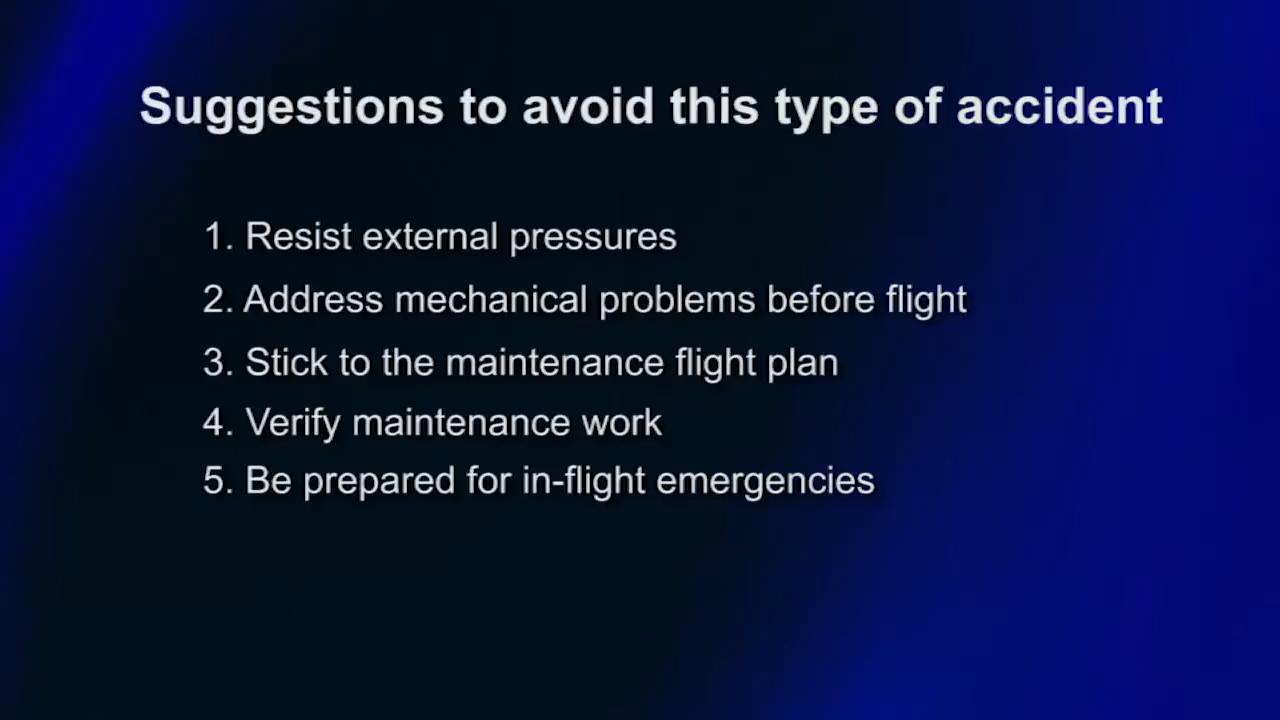 Suggestions to avoid this type of accident
1. Resist external pressures
2. Address mechanical problems before flight
3. Stick to the maintenance flight plan
4. Verify maintenance work
5. Be prepared for in-flight emergencies